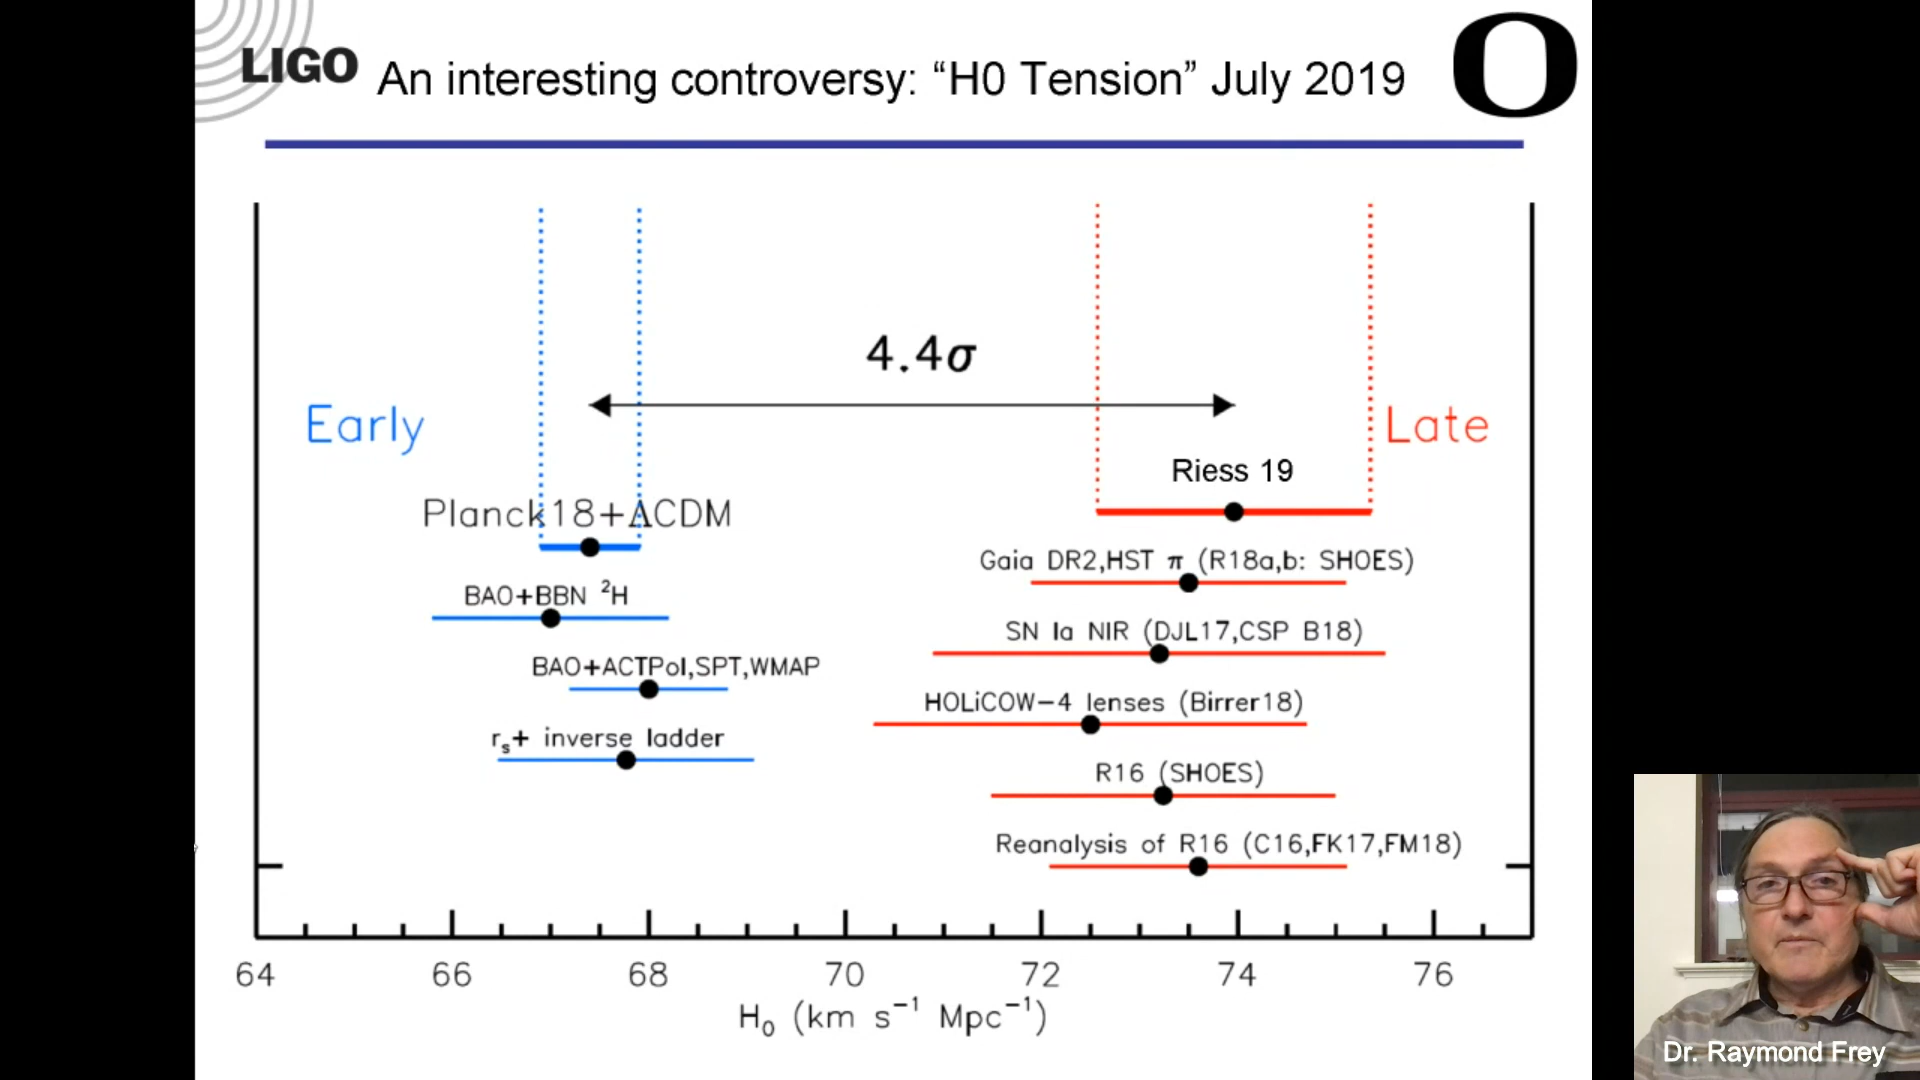 LIGO
An interesting controversy: “H0 Tension” July 2019
4.4σ
Early
Late
Riess 19
Planck18+ΛCDM
Gaia DR2,HST π (R18a,b: SHOES)
BAO+BBN ²H
SN Ia NIR (DJL17,CSP B18)
BAO+ACTPol,SPT,WMAP
HOLiCOW−4 lenses (Birrer18)
rₛ+ inverse ladder
R16 (SHOES)
Reanalysis of R16 (C16,FK17,FM18)
64 66 68 70 72 74 76
H₀ (km s⁻¹ Mpc⁻¹)
Dr. Raymond Frey